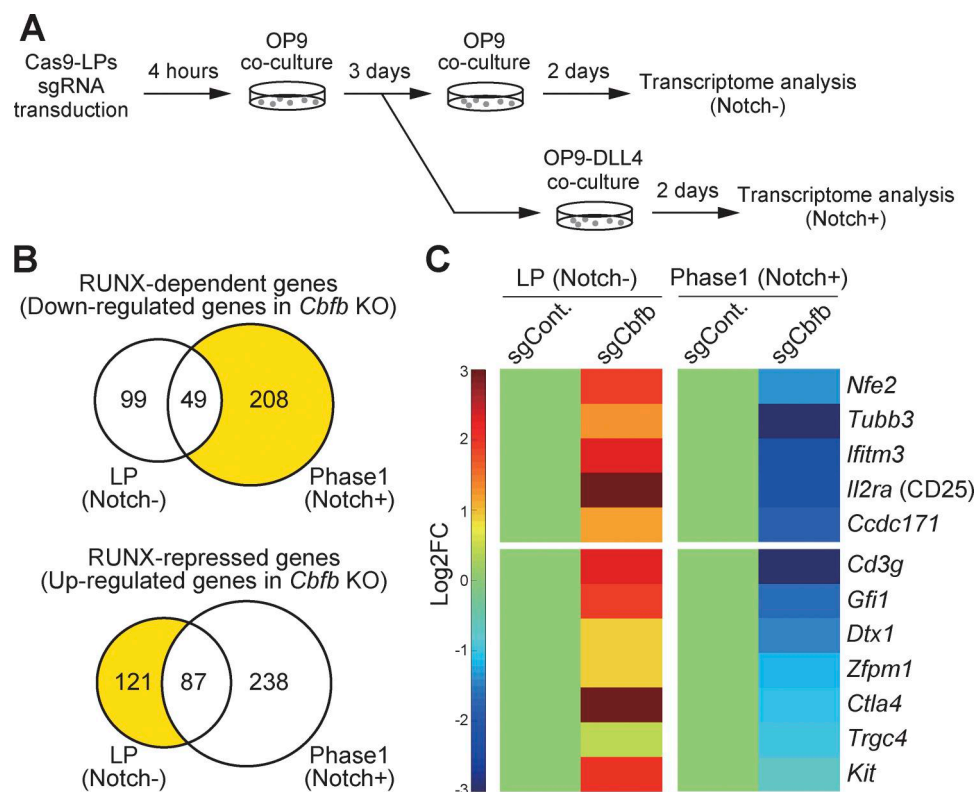 A
Cas9-LPs
sgRNA
transduction
4 hours
OP9
co-culture
3 days
OP9
co-culture
2 days
Transcriptome analysis
(Notch-)
OP9-DLL4
co-culture
2 days
Transcriptome analysis
(Notch+)
B
RUNX-dependent genes
(Down-regulated genes in Cbfb KO)
99
49
208
LP
(Notch-)
Phase1
(Notch+)
RUNX-repressed genes
(Up-regulated genes in Cbfb KO)
121
87
238
LP
(Notch-)
Phase1
(Notch+)
C
LP (Notch-)
Phase1 (Notch+)
sgCont.
sgCbfb
sgCont.
sgCbfb
Log2FC
3
2
1
0
-1
-2
-3
Nfe2
Tubb3
Ifitm3
Il2ra (CD25)
Ccdc171
Cd3g
Gfi1
Dtx1
Zfpm1
Ctla4
Trgc4
Kit